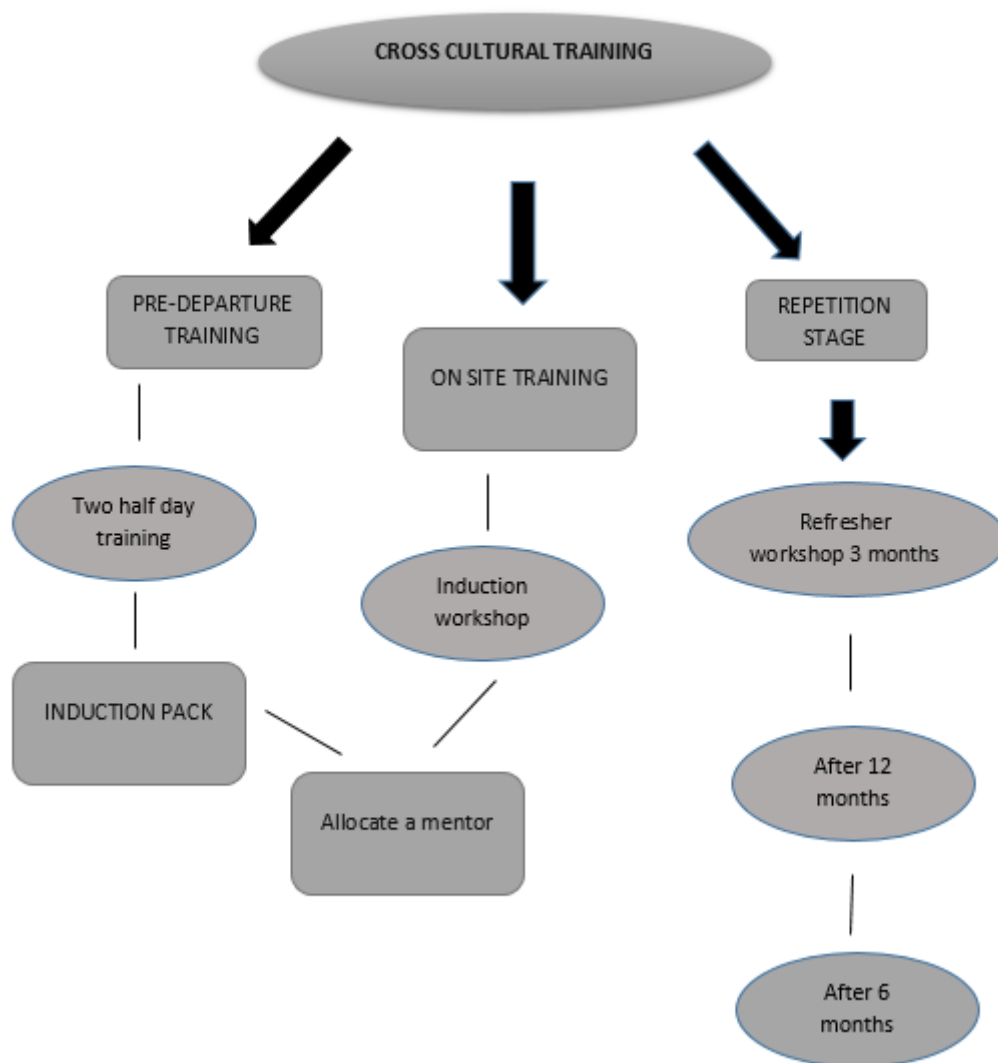 CROSS CULTURAL TRAINING
PRE-DEPARTURE
TRAINING
ON SITE TRAINING
REPETITION
STAGE
Two half day
training
Induction
workshop
Refresher
workshop 3 months
INDUCTION PACK
Allocate a mentor
After 12
months
After 6
months